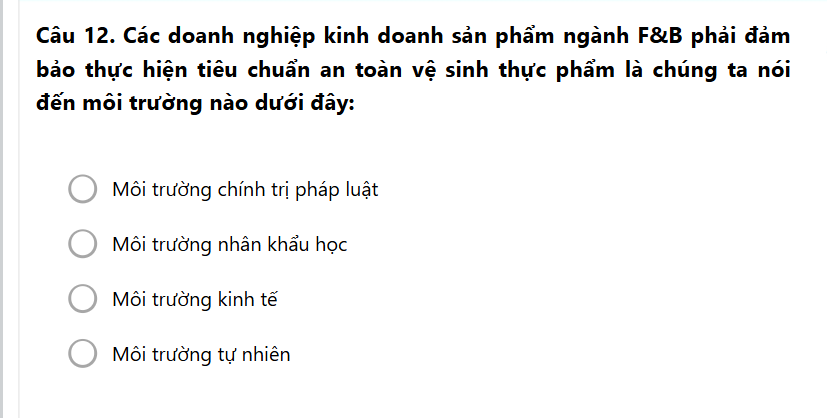 Câu 12. Các doanh nghiệp kinh doanh sản phẩm ngành F&B phải đảm
bảo thực hiện tiêu chuẩn an toàn vệ sinh thực phẩm là chúng ta nói
đến môi trường nào dưới đây:
Môi trường chính trị pháp luật
Môi trường nhân khẩu học
Môi trường kinh tế
Môi trường tự nhiên